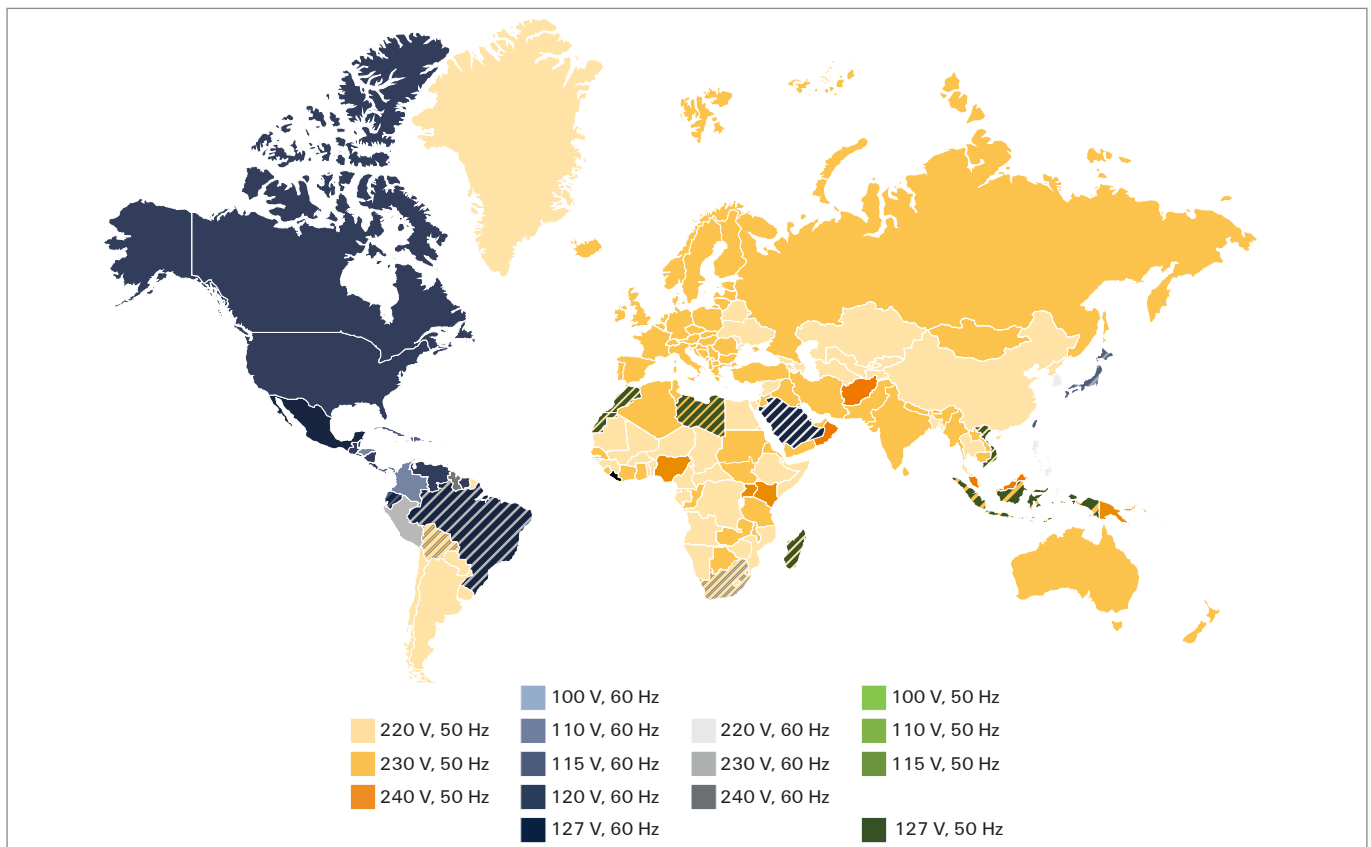 100 V, 60 Hz
100 V, 50 Hz
220 V, 50 Hz
110 V, 60 Hz
220 V, 60 Hz
110 V, 50 Hz
230 V, 50 Hz
115 V, 60 Hz
230 V, 60 Hz
115 V, 50 Hz
240 V, 50 Hz
120 V, 60 Hz
240 V, 60 Hz
127 V, 60 Hz
127 V, 50 Hz